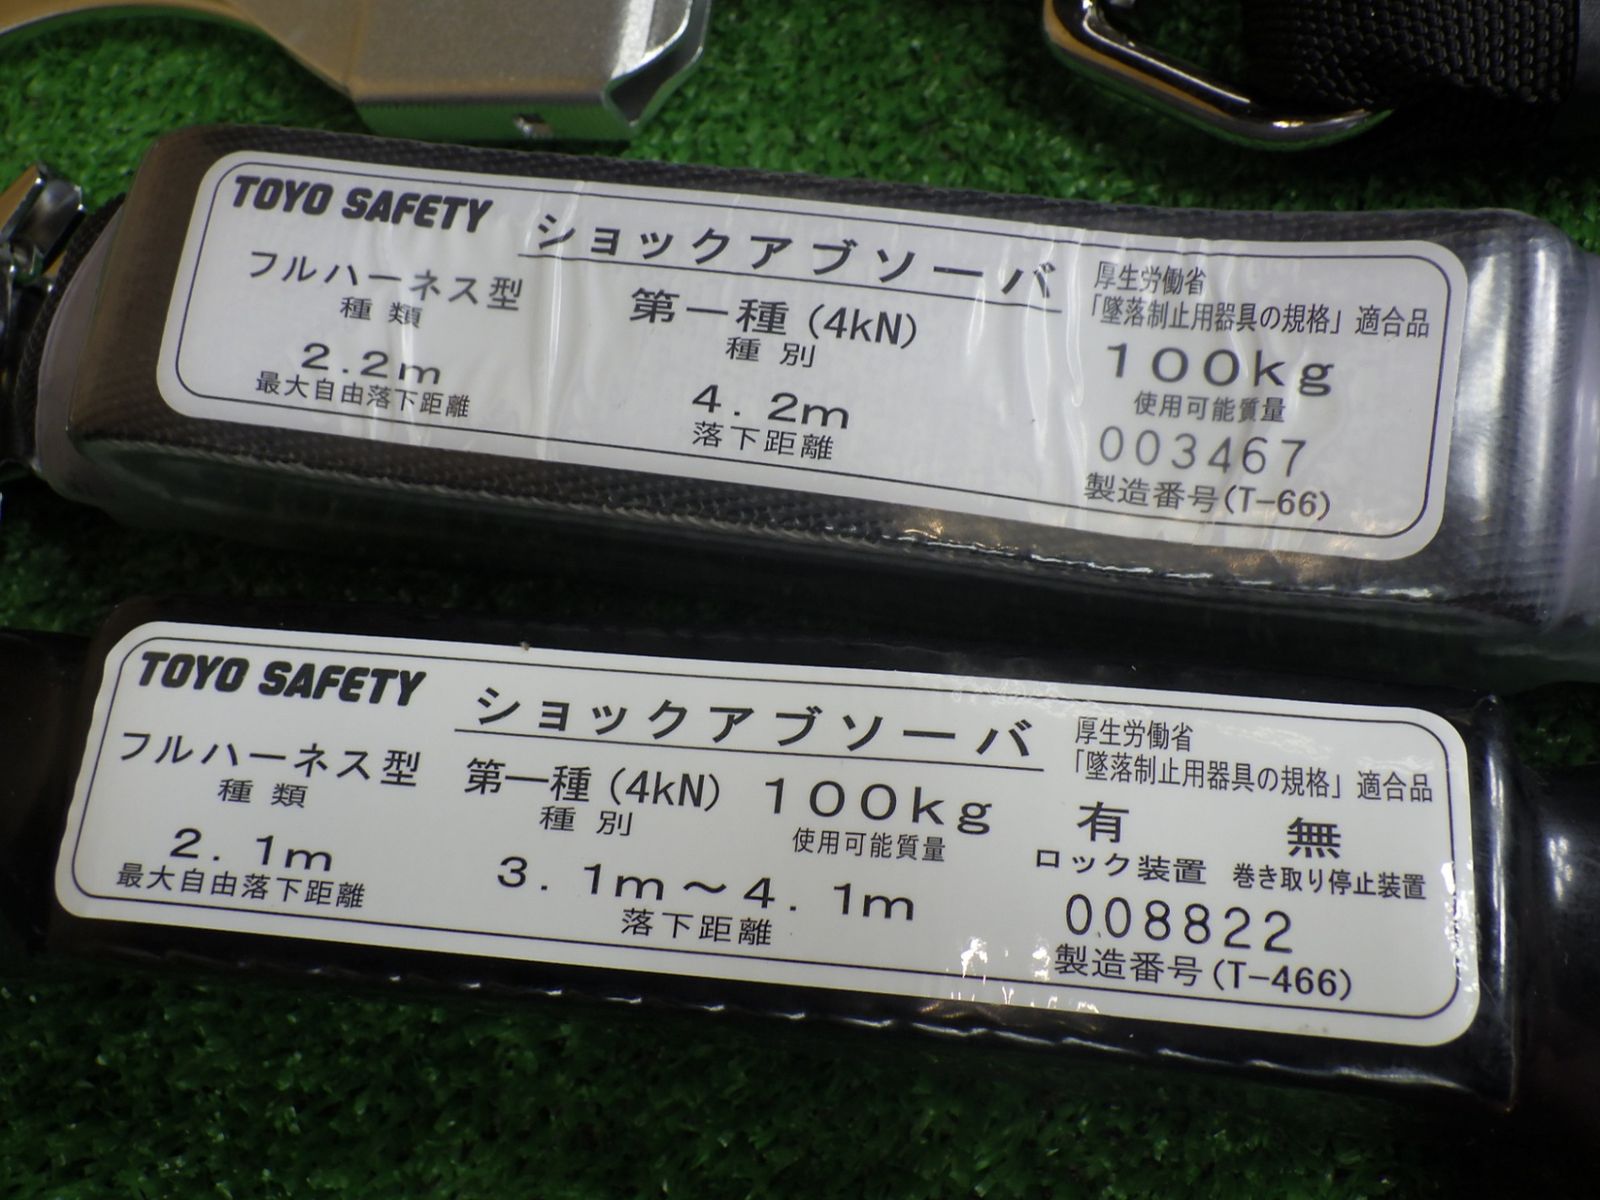 TOYO SAFETY
ショックアブソーバ
厚生労働省
「墜落制止用器具の規格」適合品
フルハーネス型
種類
第一種(4kN)
種別
100kg
使用可能質量
2.2m
最大自由落下距離
4.2m
落下距離
003467
製造番号(T-66)
TOYO SAFETY
ショックアブソーバ
厚生労働省
「墜落制止用器具の規格」適合品
フルハーネス型
種類
第一種(4kN)
種別
100kg
使用可能質量
有
ロック装置
無
巻き取り停止装置
2.1m
最大自由落下距離
3.1m～4.1m
落下距離
008822
製造番号(T-466)